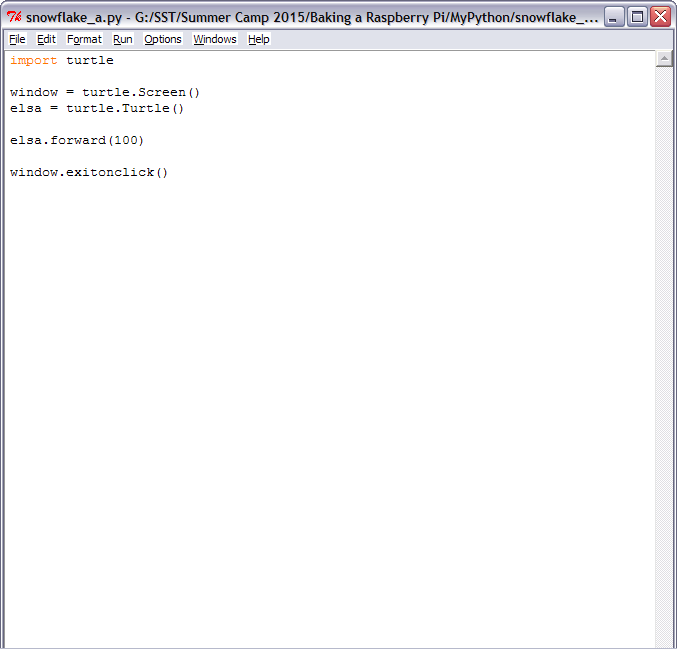 snowflake_a.py - G:/SST/Summer Camp 2015/Baking a Raspberry Pi/MyPython/snowflake_...
File Edit Format Run Options Windows Help
import turtle
window = turtle.Screen()
elsa = turtle.Turtle()
elsa.forward(100)
window.exitonclick()